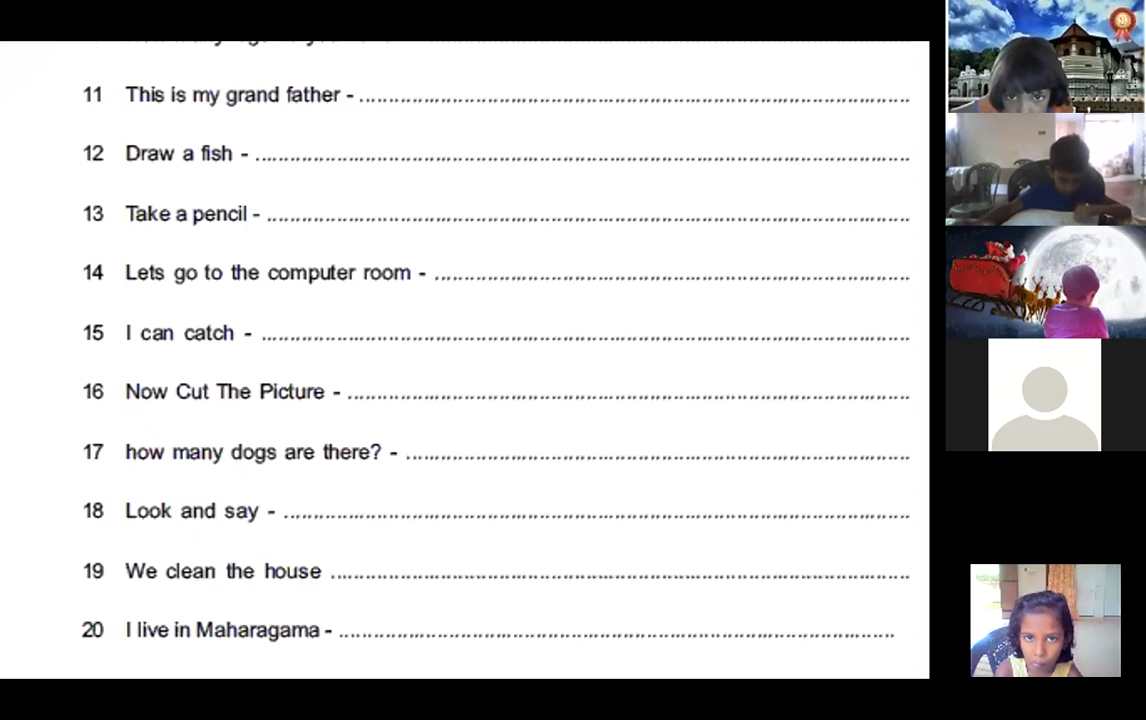 11 This is my grand father - ........................................
12 Draw a fish - ........................................
13 Take a pencil - ........................................
14 Lets go to the computer room - ........................................
15 I can catch - ........................................
16 Now Cut The Picture - ........................................
17 how many dogs are there? - ........................................
18 Look and say - ........................................
19 We clean the house ........................................
20 I live in Maharagama - ........................................